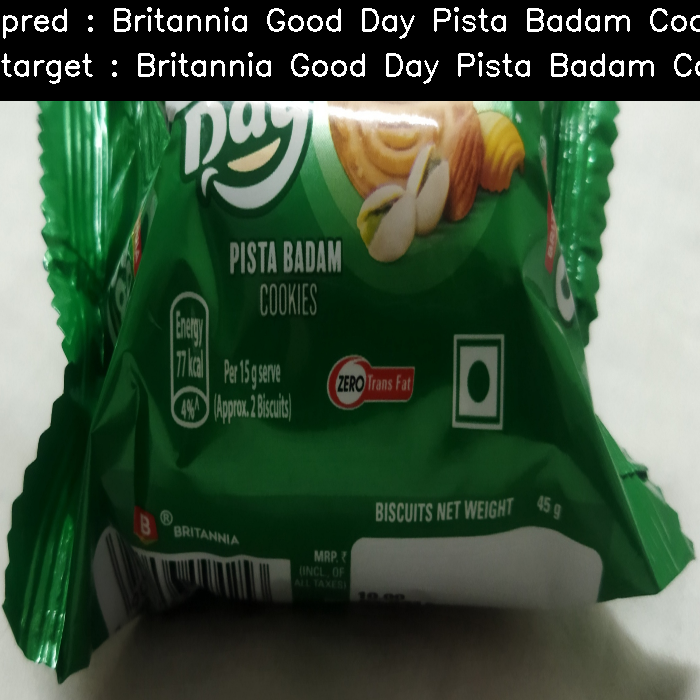 pred : Britannia Good Day Pista Badam Coo
target : Britannia Good Day Pista Badam Co
Day
PISTA BADAM
COOKIES
Energy
77 kcal
4%^
Per 15 g serve
(Approx. 2 Biscuits)
ZERO Trans Fat
BISCUITS NET WEIGHT 45 g
B ® BRITANNIA
MRP. ₹
(INCL. OF
ALL TAXES)
10.00